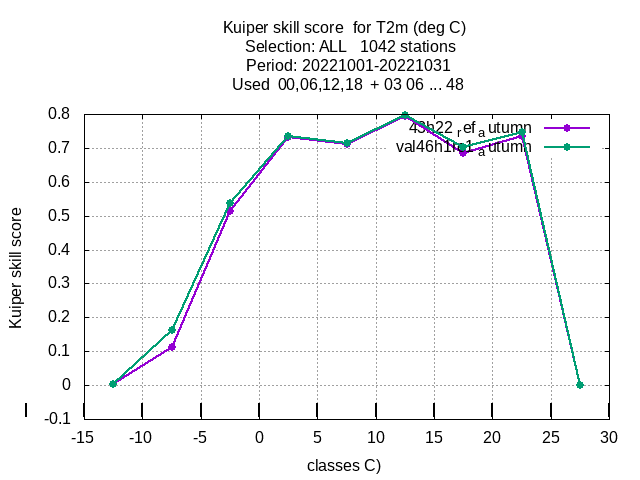 Kuiper skill score for T2m (deg C)
Selection: ALL 1042 stations
Period: 20221001-20221031
Used 00,06,12,18 + 03 06 ... 48
0.8
0.7
0.6
0.5
0.4
0.3
0.2
0.1
0
-0.1
Kuiper skill score
utumn
utumn
-15
-10
-5
0
5
10
15
20
25
30
classes C)